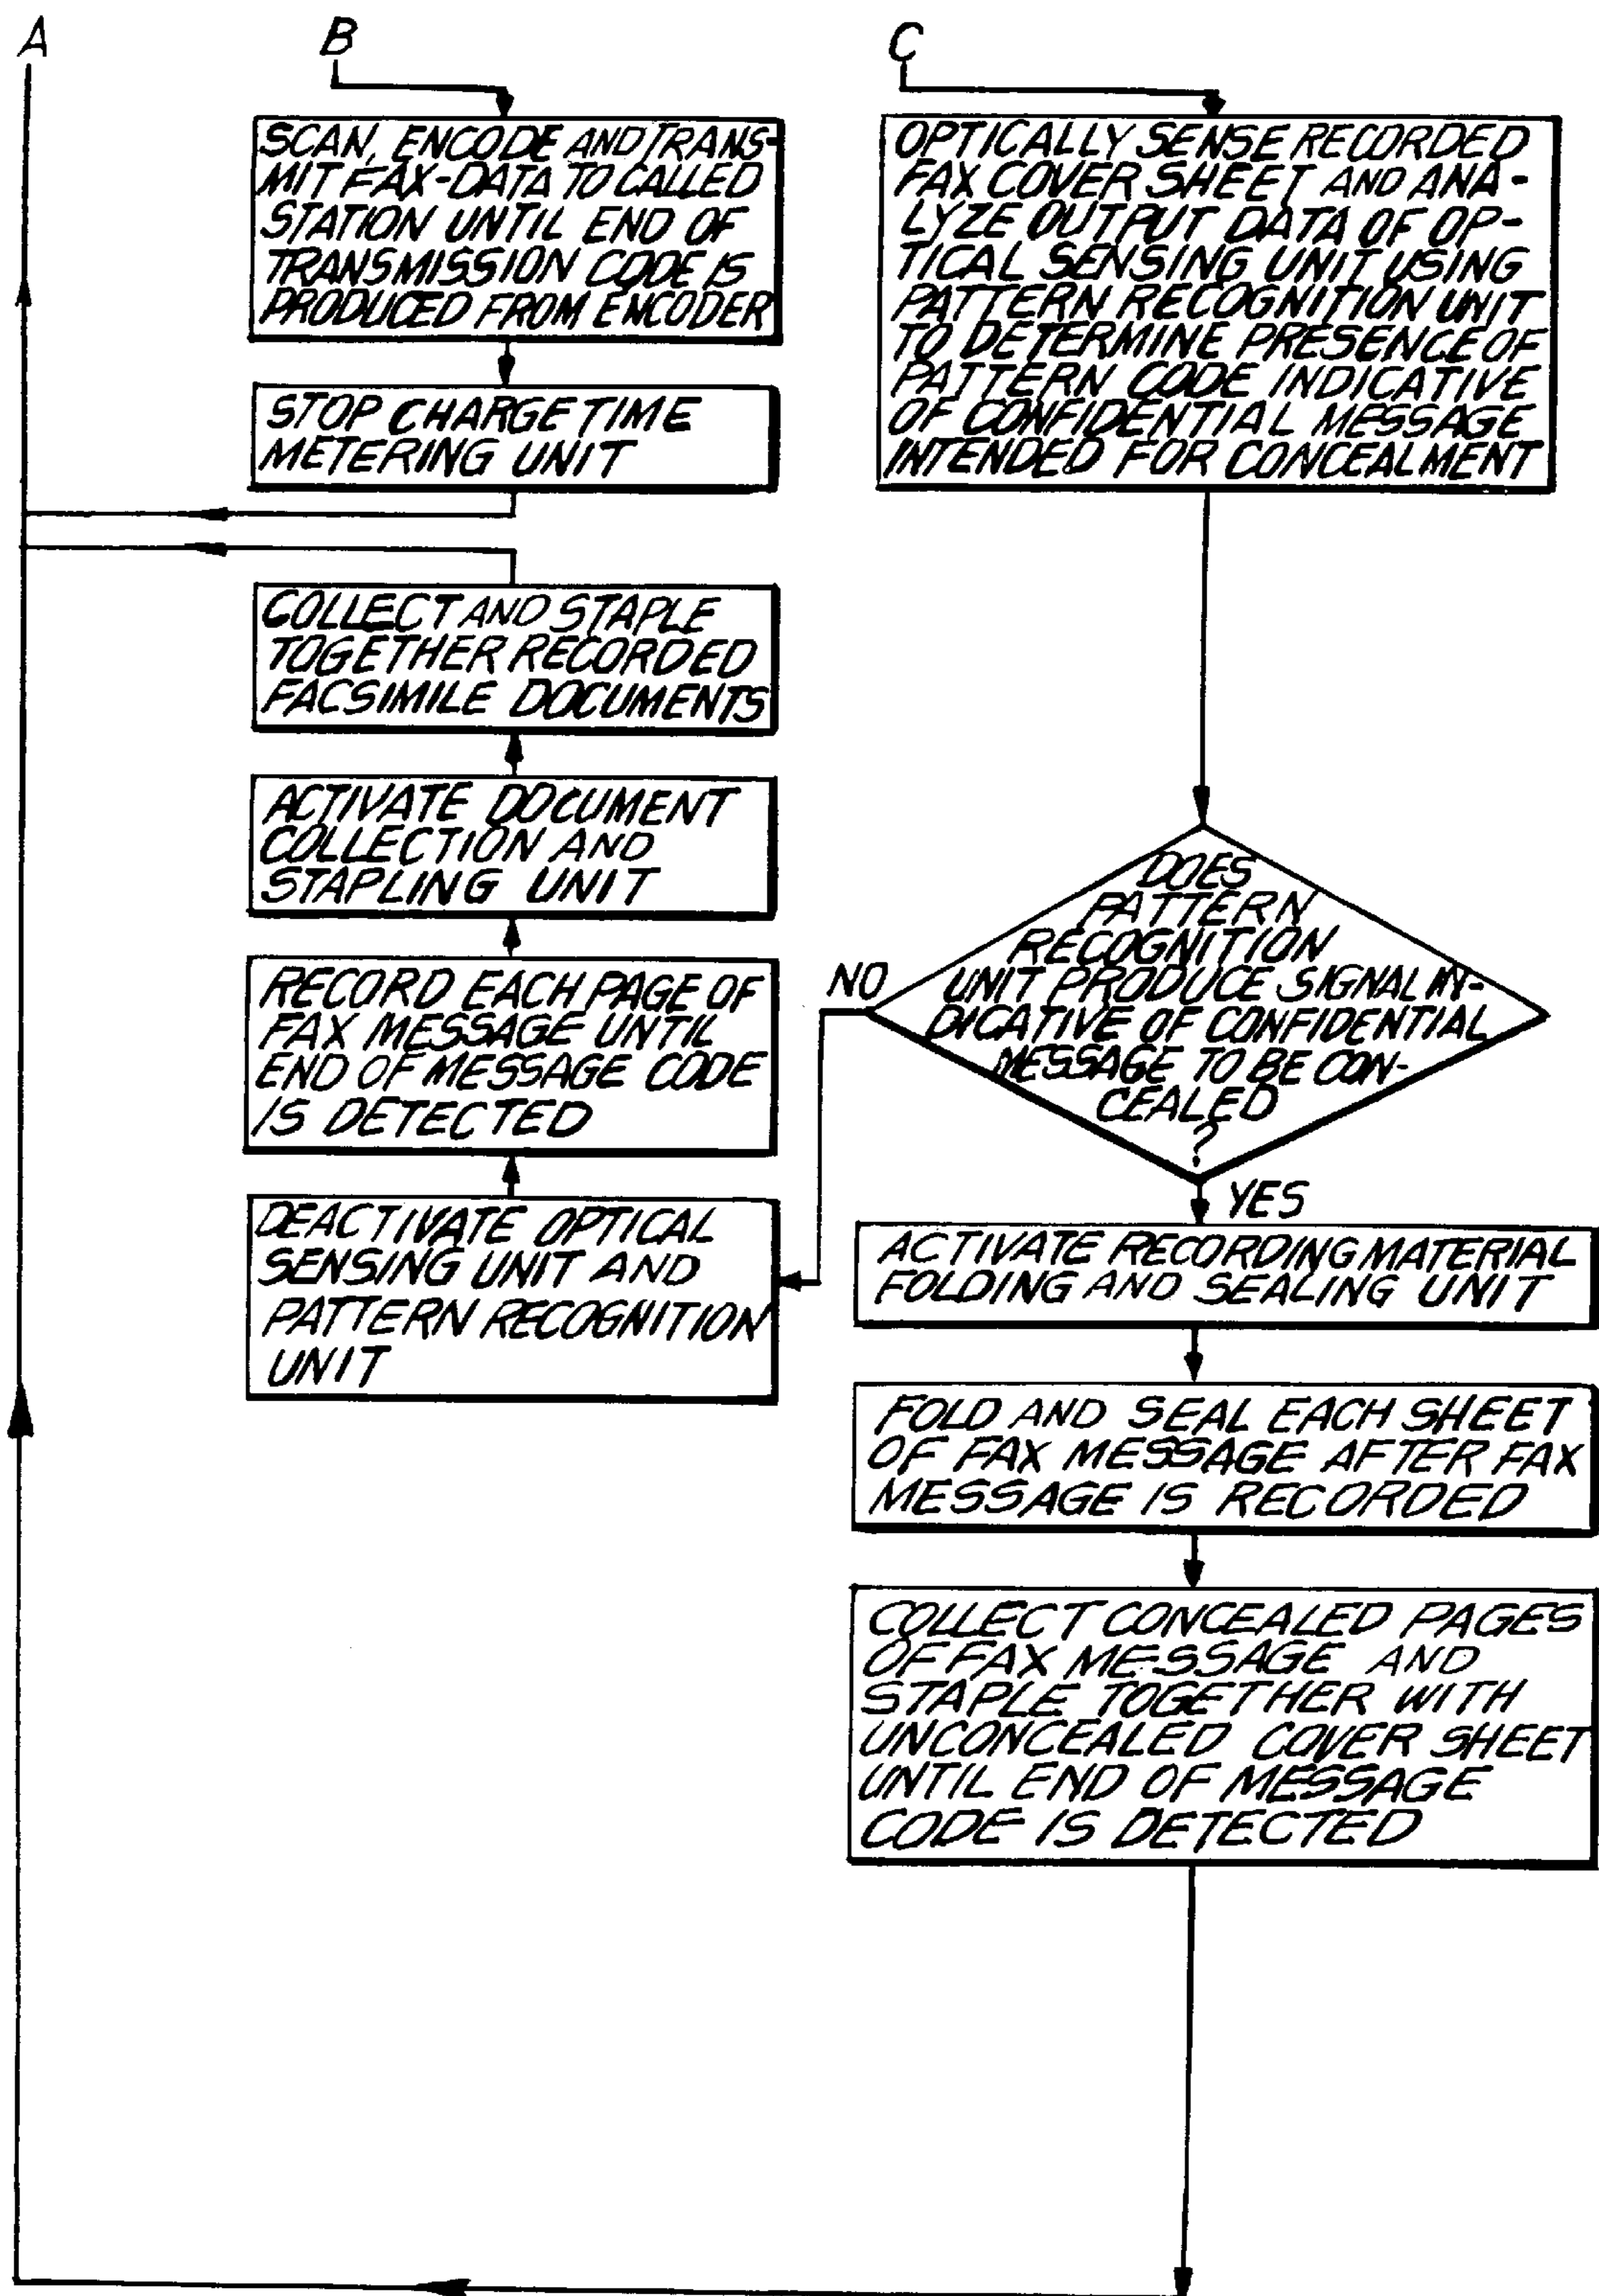 A
B
C
SCAN, ENCODE AND TRANS-
MIT FAX-DATA TO CALLED
STATION UNTIL END OF
TRANSMISSION CODE IS
PRODUCED FROM ENCODER
STOP CHARGE TIME
METERING UNIT
COLLECT AND STAPLE
TOGETHER RECORDED
FACSIMILE DOCUMENTS
ACTIVATE DOCUMENT
COLLECTION AND
STAPLING UNIT
RECORD EACH PAGE OF
FAX MESSAGE UNTIL
END OF MESSAGE CODE
IS DETECTED
DEACTIVATE OPTICAL
SENSING UNIT AND
PATTERN RECOGNITION
UNIT
OPTICALLY SENSE RECORDED
FAX COVER SHEET AND ANA-
LYZE OUTPUT DATA OF OP-
TICAL SENSING UNIT USING
PATTERN RECOGNITION UNIT
TO DETERMINE PRESENCE OF
PATTERN CODE INDICATIVE
OF CONFIDENTIAL MESSAGE
INTENDED FOR CONCEALMENT
DOES
PATTERN
RECOGNITION
UNIT PRODUCE SIGNAL IN-
DICATIVE OF CONFIDENTIAL
MESSAGE TO BE CON-
CEALED
?
NO
YES
ACTIVATE RECORDING MATERIAL
FOLDING AND SEALING UNIT
FOLD AND SEAL EACH SHEET
OF FAX MESSAGE AFTER FAX
MESSAGE IS RECORDED
COLLECT CONCEALED PAGES
OF FAX MESSAGE AND
STAPLE TOGETHER WITH
UNCONCEALED COVER SHEET
UNTIL END OF MESSAGE
CODE IS DETECTED